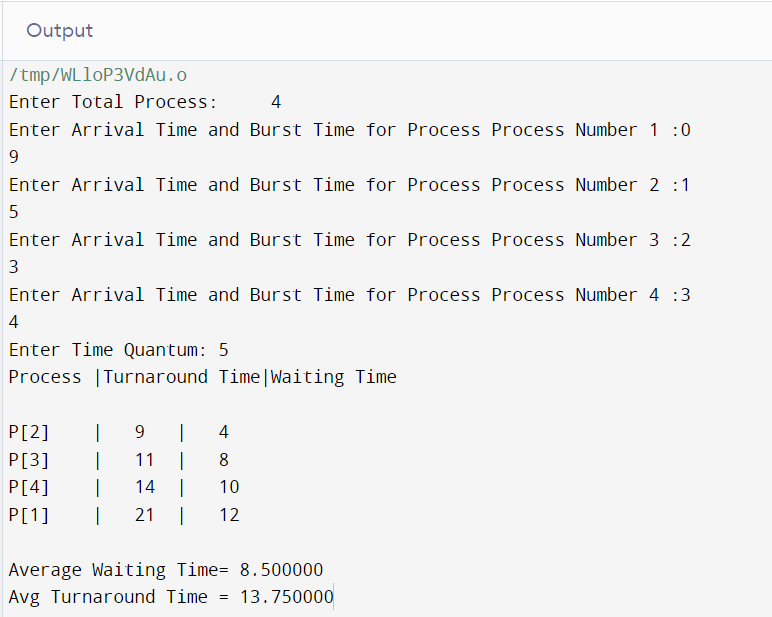 Output
/tmp/WLloP3VdAu.o
Enter Total Process:     4
Enter Arrival Time and Burst Time for Process Process Number 1 :0
9
Enter Arrival Time and Burst Time for Process Process Number 2 :1
5
Enter Arrival Time and Burst Time for Process Process Number 3 :2
3
Enter Arrival Time and Burst Time for Process Process Number 4 :3
4
Enter Time Quantum: 5
Process |Turnaround Time|Waiting Time
P[2]    |   9   |   4
P[3]    |   11  |   8
P[4]    |   14  |   10
P[1]    |   21  |   12
Average Waiting Time= 8.500000
Avg Turnaround Time = 13.750000